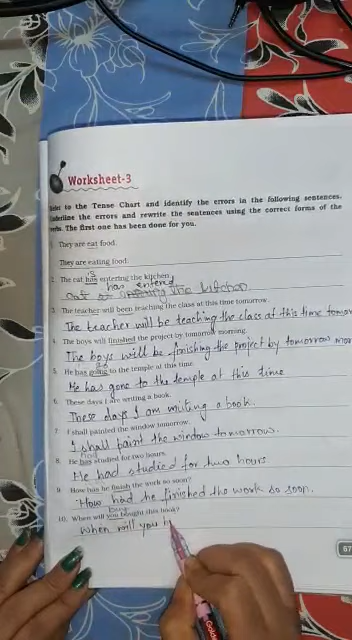 Worksheet-3
Refer to the Tense Chart and identify the errors in the following sentences.
Underline the errors and rewrite the sentences using the correct forms of the
verbs. The first one has been done for you.
1. They are eat food.
They are eating food.
2. The cat has entering the kitchen.
is
has entered
cat the kitchen
3. The teacher will been teaching the class at this time tomorrow.
The teacher will be teaching the class at this time tomor
4. The boys will finished the project by tomorrow morning.
The boys will be finishing the project by tomorrow mor
5. He has going to the temple at this time.
He has gone to the temple at this time
6. These days I are writing a book.
These days I am writing a book.
7. I shall painted the window tomorrow.
I shall paint the window tomorrow.
had
8. He has studied for two hours.
He had studied for two hours
9. How has he finish the work so soon?
How had he finished the work so soon.
buy
10. When will you bought this book?
When will you b
67